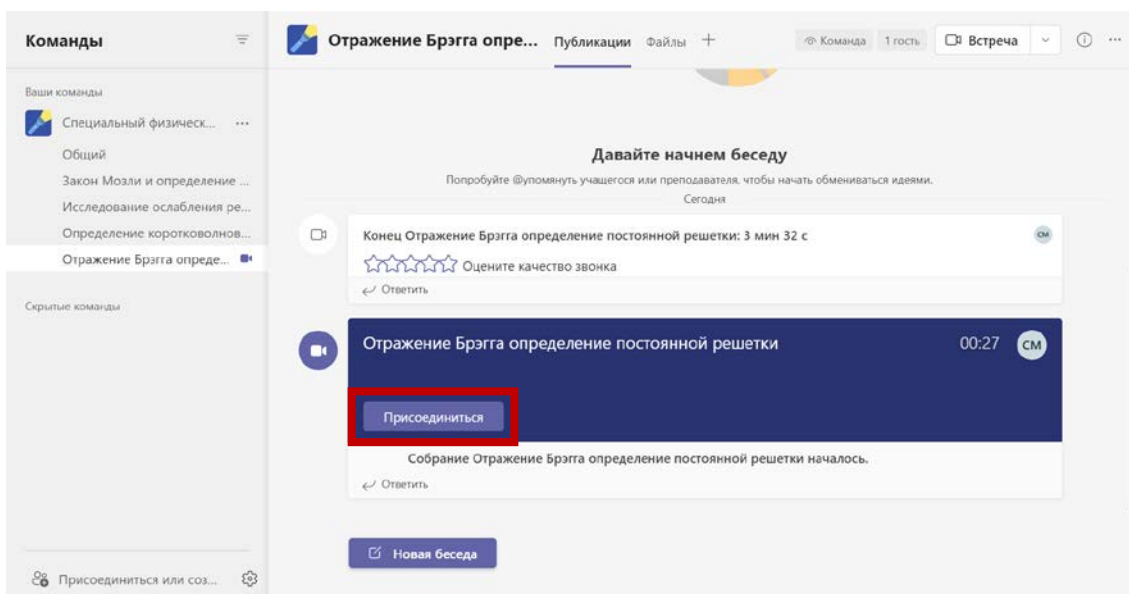 Команды
Ваши команды
Специальный физическ... ...
Общий
Закон Мозли и определение ...
Исследование ослабления ре...
Определение коротковолнов...
Отражение Брэгга опреде...
Скрытые команды
Присоединиться или соз...
Отражение Брэгга опре... Публикации Файлы + Команда 1 гость Встреча ...
Давайте начнем беседу
Попробуйте @упомянуть учащегося или преподавателя, чтобы начать обмениваться идеями.
Сегодня
Конец Отражение Брэгга определение постоянной решетки: 3 мин 32 с СМ
Оцените качество звонка
Ответить
Отражение Брэгга определение постоянной решетки 00:27 СМ
Присоединиться
Собрание Отражение Брэгга определение постоянной решетки началось.
Ответить
Новая беседа